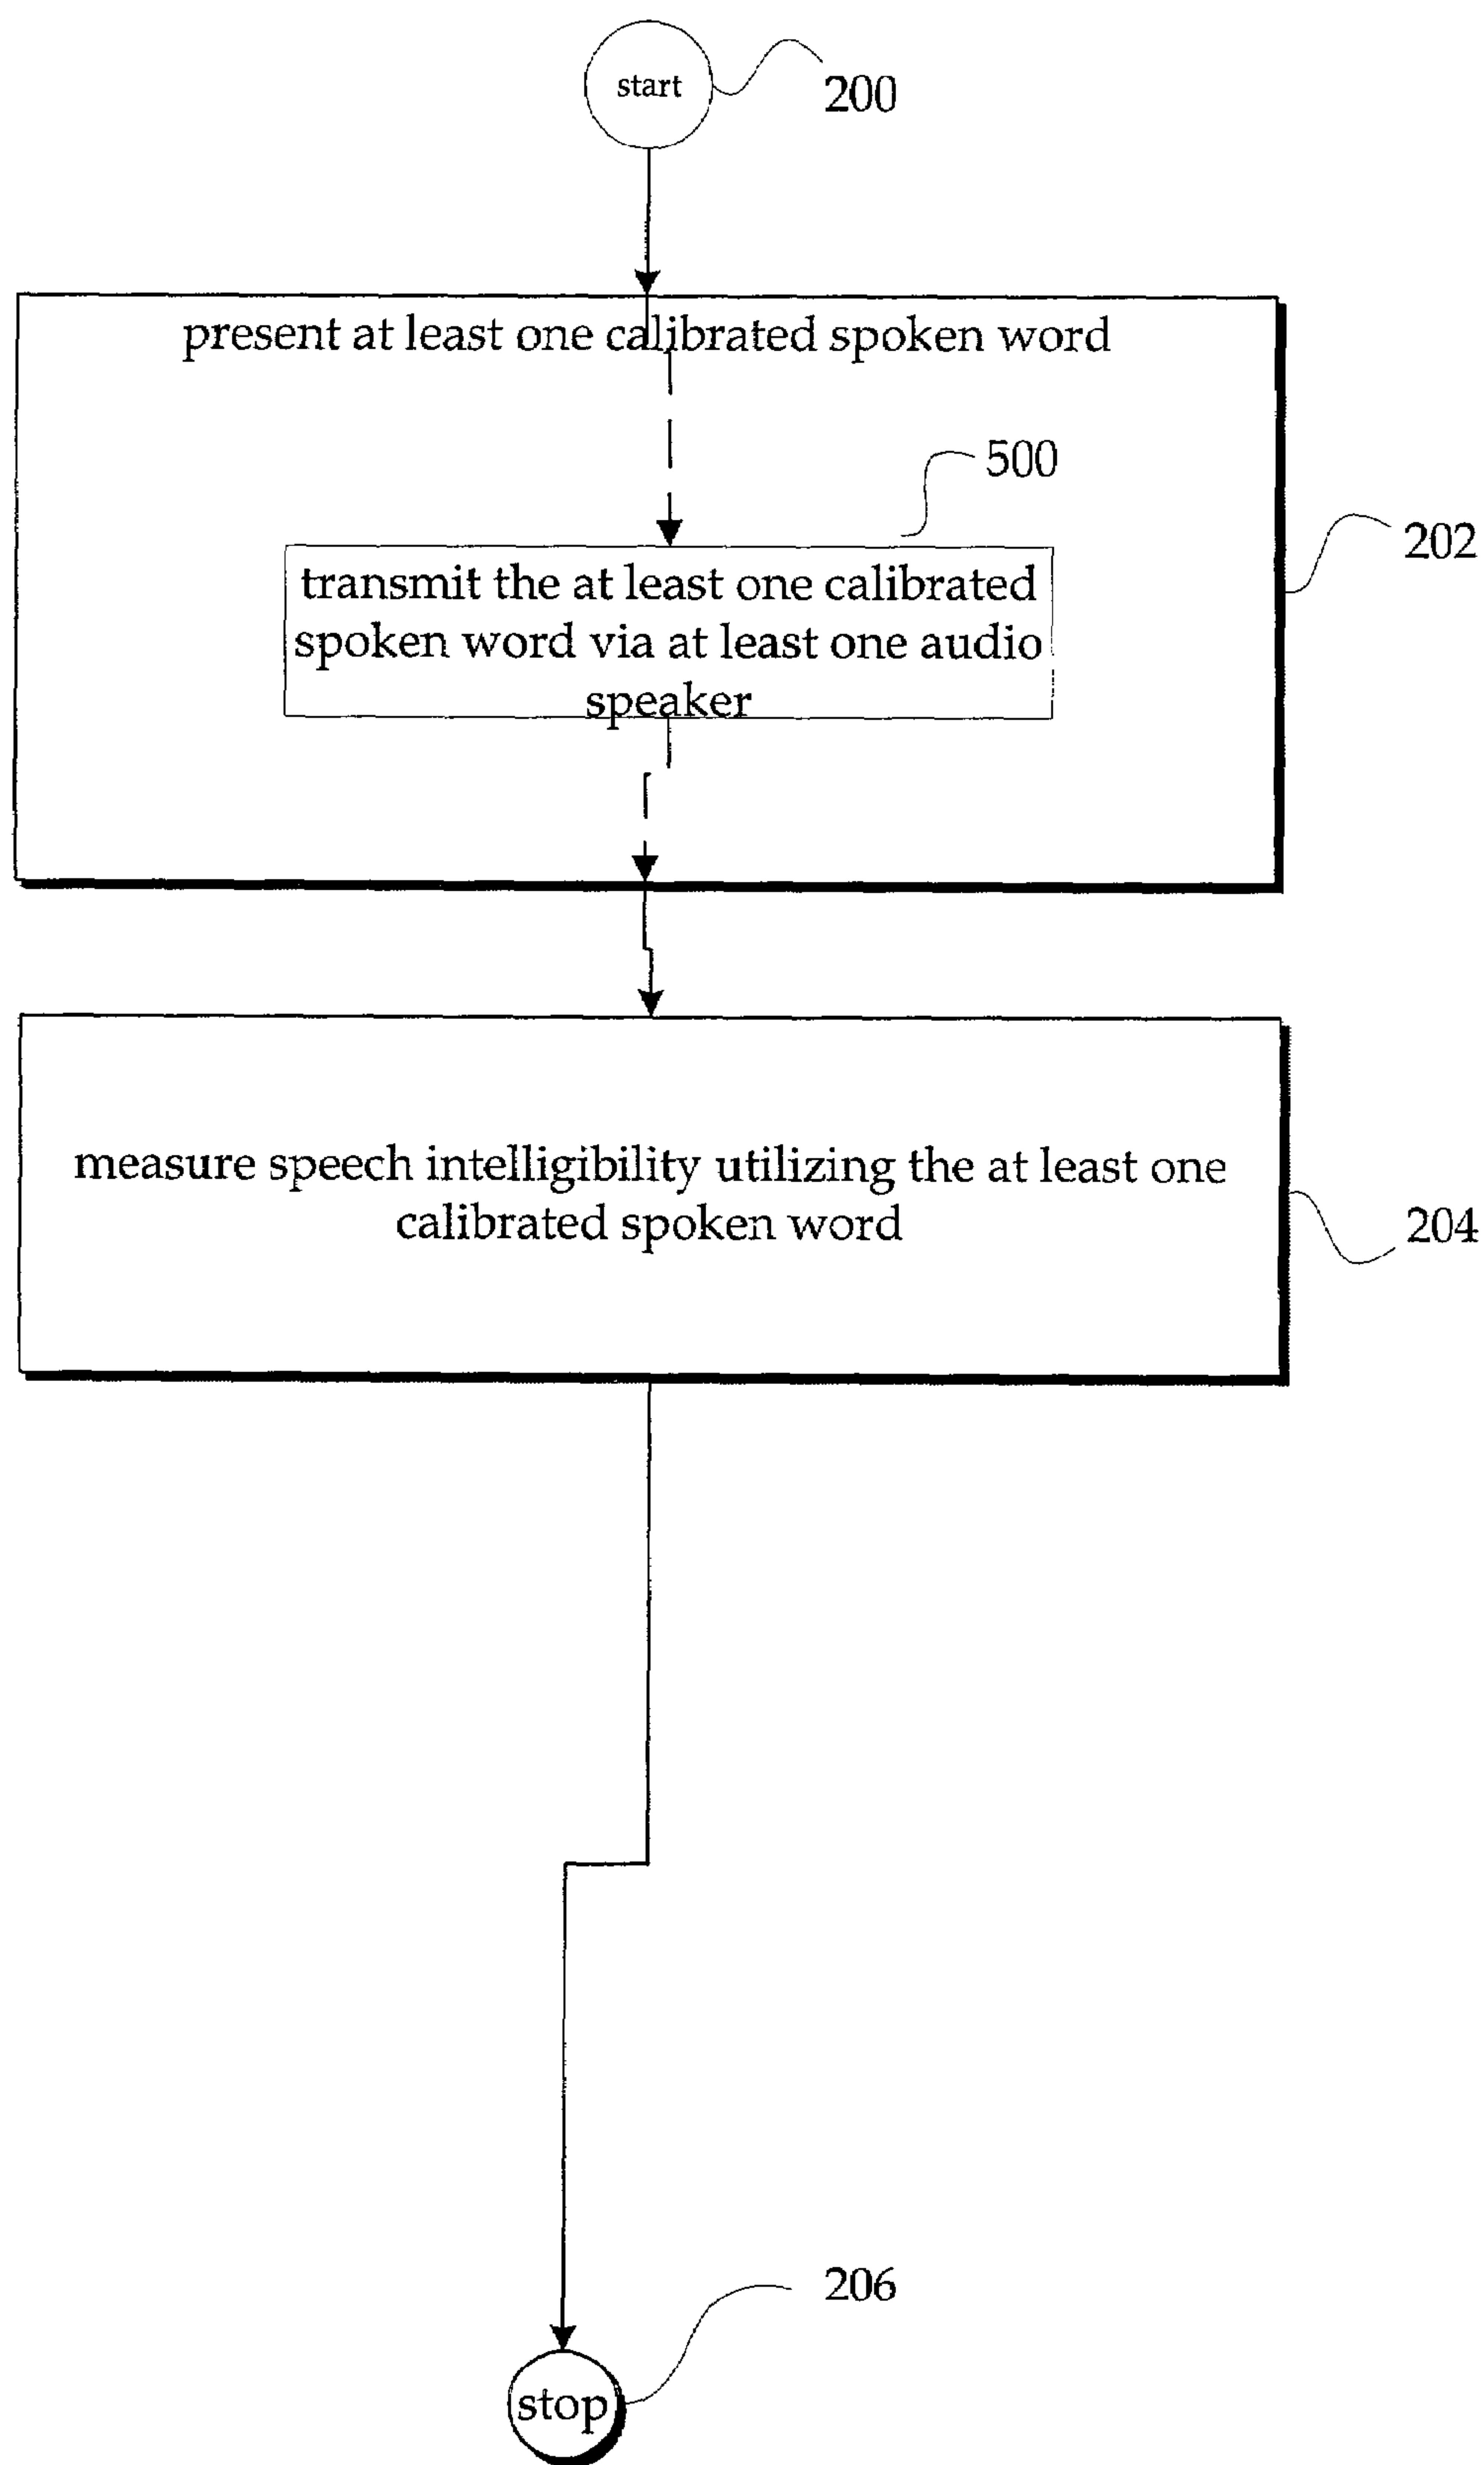 start
200
present at least one calibrated spoken word
500
202
transmit the at least one calibrated
spoken word via at least one audio
speaker
measure speech intelligibility utilizing the at least one
calibrated spoken word
204
206
stop